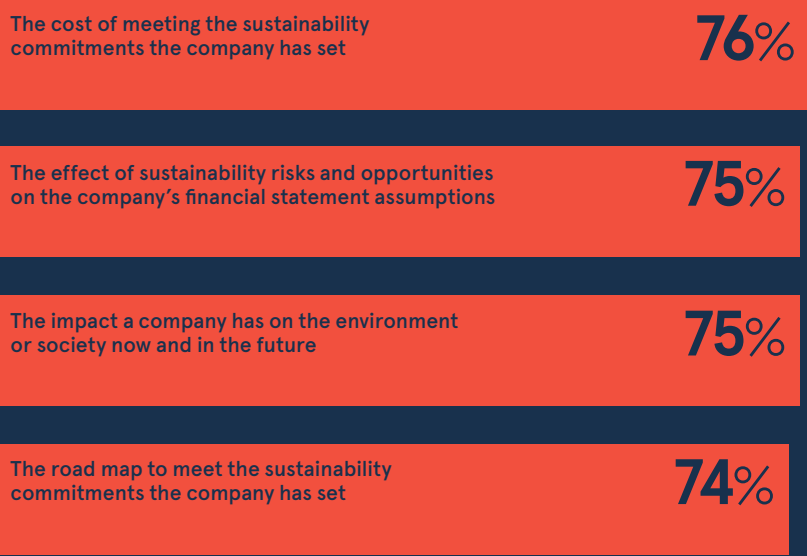 The cost of meeting the sustainability
commitments the company has set
76%
The effect of sustainability risks and opportunities
on the company’s financial statement assumptions
75%
The impact a company has on the environment
or society now and in the future
75%
The road map to meet the sustainability
commitments the company has set
74%